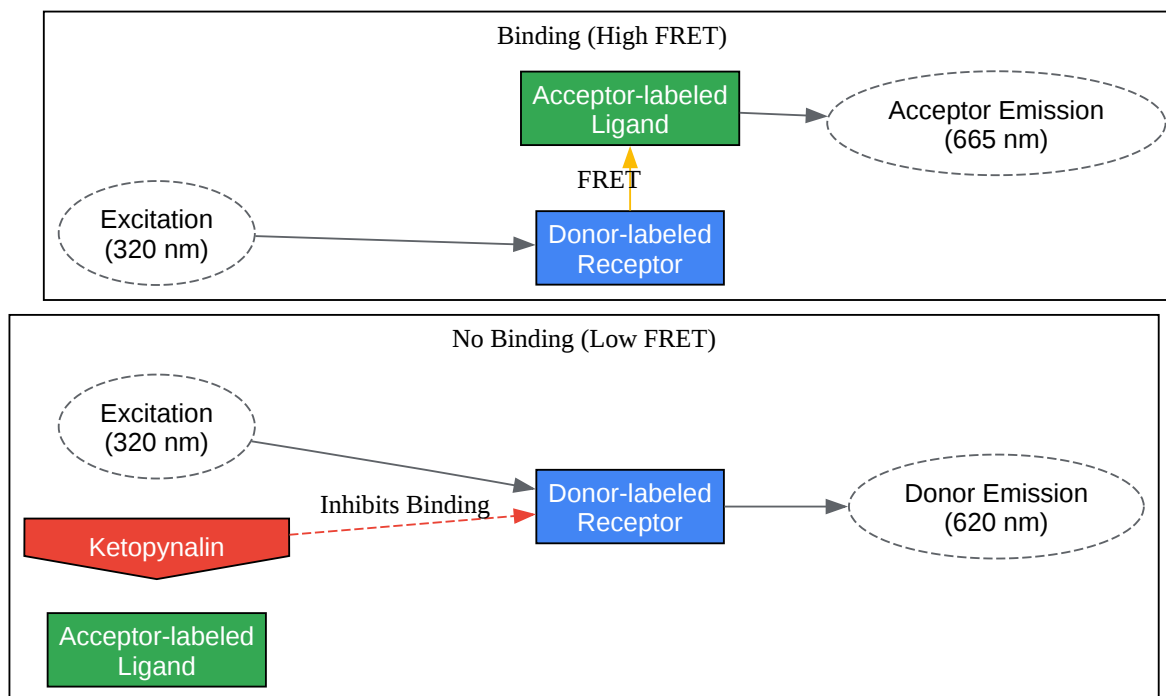 Binding (High FRET)
Acceptor-labeled
Ligand
Acceptor Emission
(665 nm)
FRET
Excitation
(320 nm)
Donor-labeled
Receptor
No Binding (Low FRET)
Excitation
(320 nm)
Inhibits Binding
Donor-labeled
Receptor
Donor Emission
(620 nm)
Ketopynalin
Acceptor-labeled
Ligand